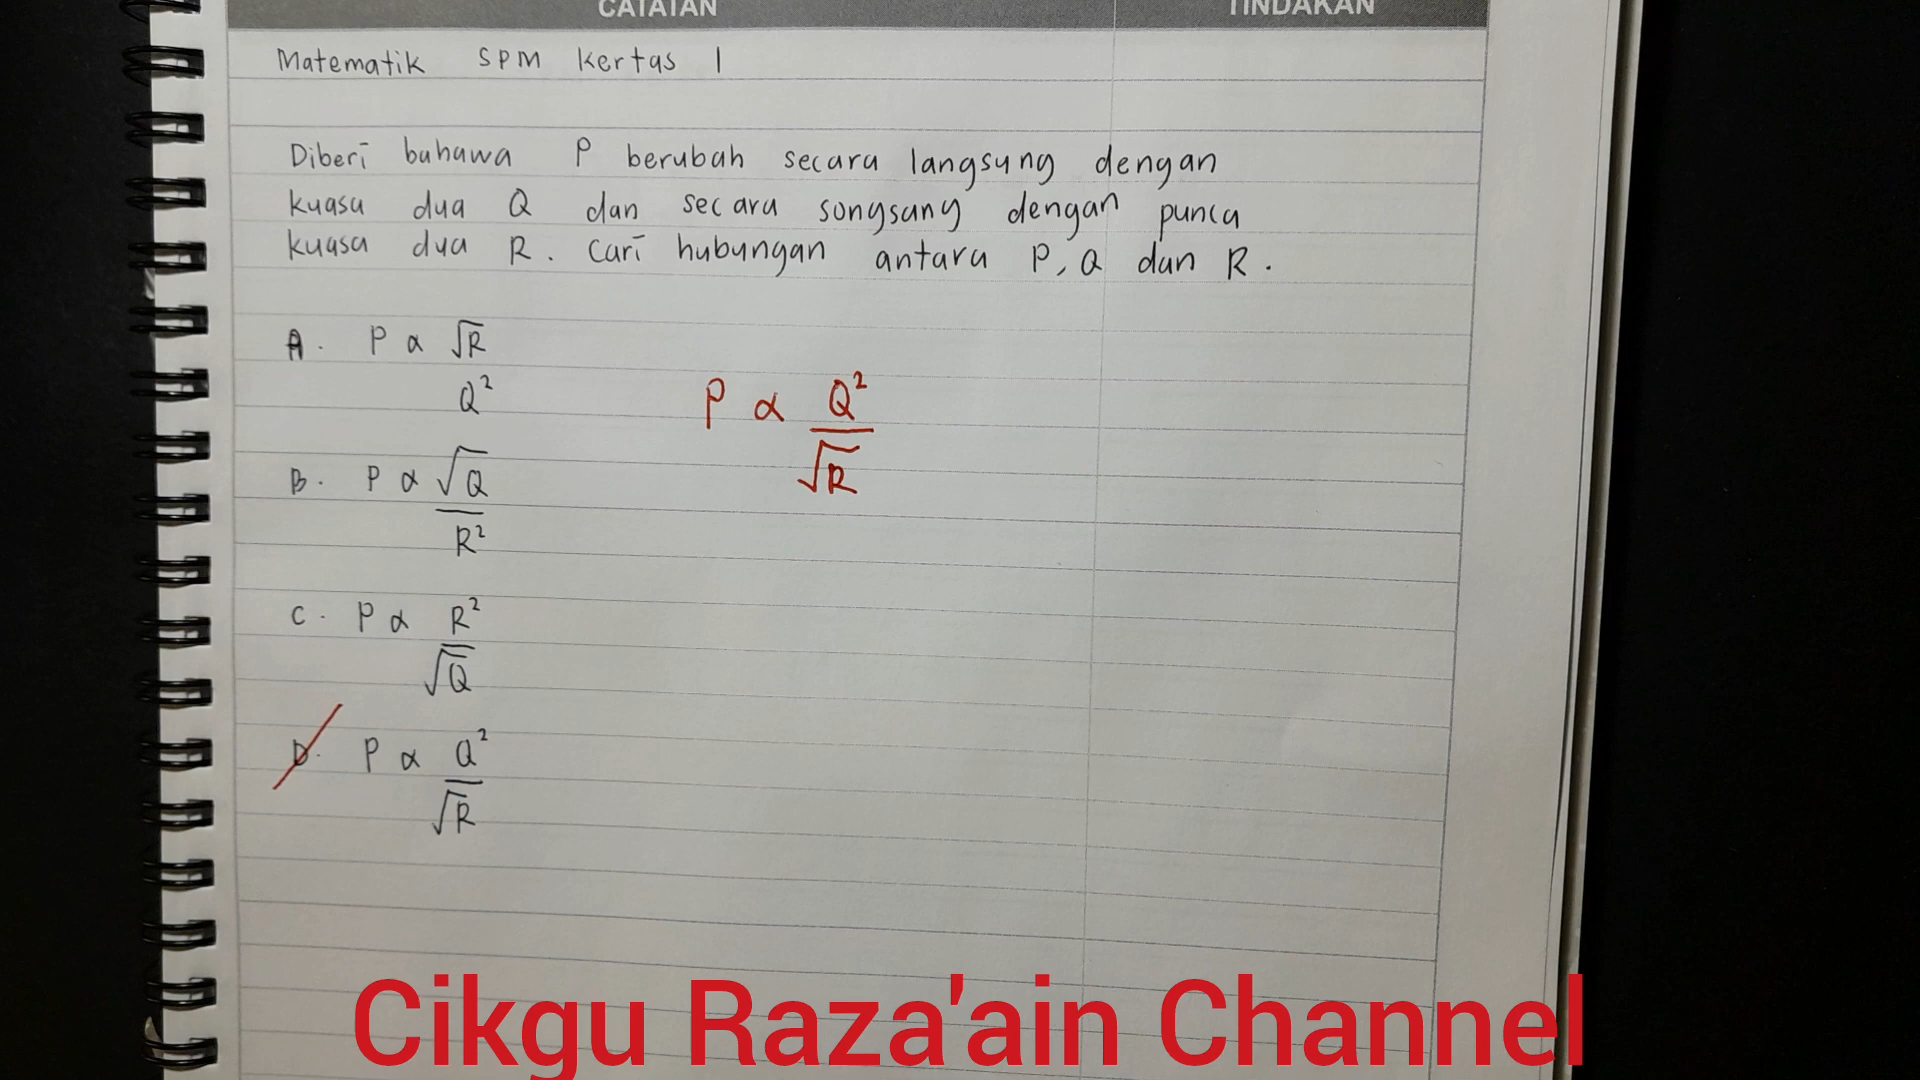 CATATAN TINDAKAN
Matematik SPM Kertas 1
Diberi bahawa P berubah secara langsung dengan
kuasa dua Q dan secara songsang dengan punca
kuasa dua R. Cari hubungan antara P, Q dan R.
A. P α √R
Q²
B. P α √Q
R²
C. P α R²
√Q
D. P α Q²
√R
P α Q²
√R
Cikgu Raza'ain Channel